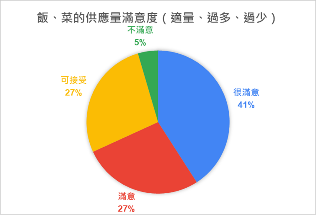 飯、菜的供應量滿意度（適量、過多、過少）
不滿意
5%
可接受
27%
很滿意
41%
滿意
27%